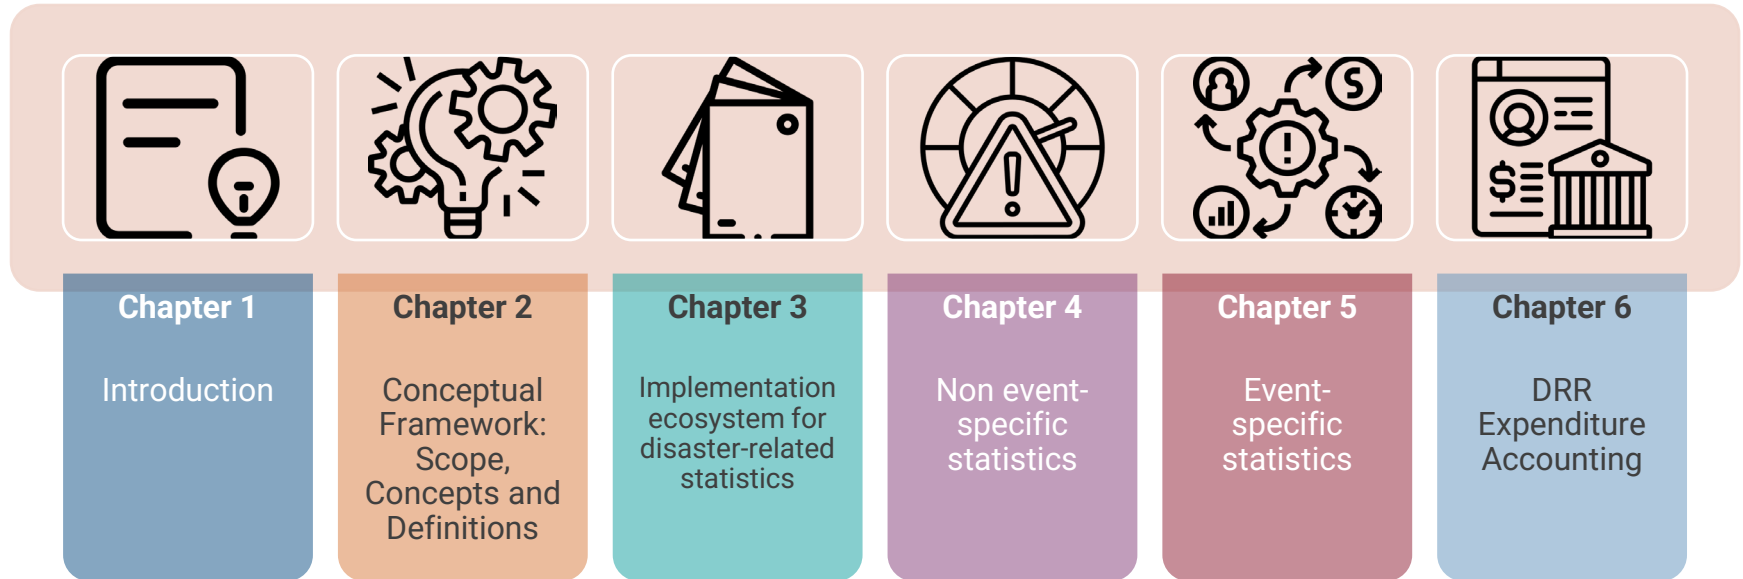 Chapter 1
Introduction
Chapter 2
Conceptual
Framework:
Scope,
Concepts and
Definitions
Chapter 3
Implementation
ecosystem for
disaster-related
statistics
Chapter 4
Non event-
specific
statistics
Chapter 5
Event-
specific
statistics
Chapter 6
DRR
Expenditure
Accounting